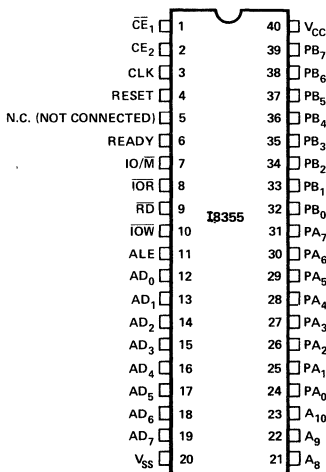 CE₁ 1 40 VCC
CE₂ 2 39 PB₇
CLK 3 38 PB₆
RESET 4 37 PB₅
N.C. (NOT CONNECTED) 5 36 PB₄
READY 6 35 PB₃
IO/M 7 34 PB₂
IOR 8 33 PB₁
RD 9 32 PB₀
I8355
IOW 10 31 PA₇
ALE 11 30 PA₆
AD₀ 12 29 PA₅
AD₁ 13 28 PA₄
AD₂ 14 27 PA₃
AD₃ 15 26 PA₂
AD₄ 16 25 PA₁
AD₅ 17 24 PA₀
AD₆ 18 23 A₁₀
AD₇ 19 22 A₉
VSS 20 21 A₈